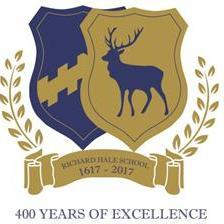 RICHARD HALE SCHOOL
1617 - 2017
400 YEARS OF EXCELLENCE